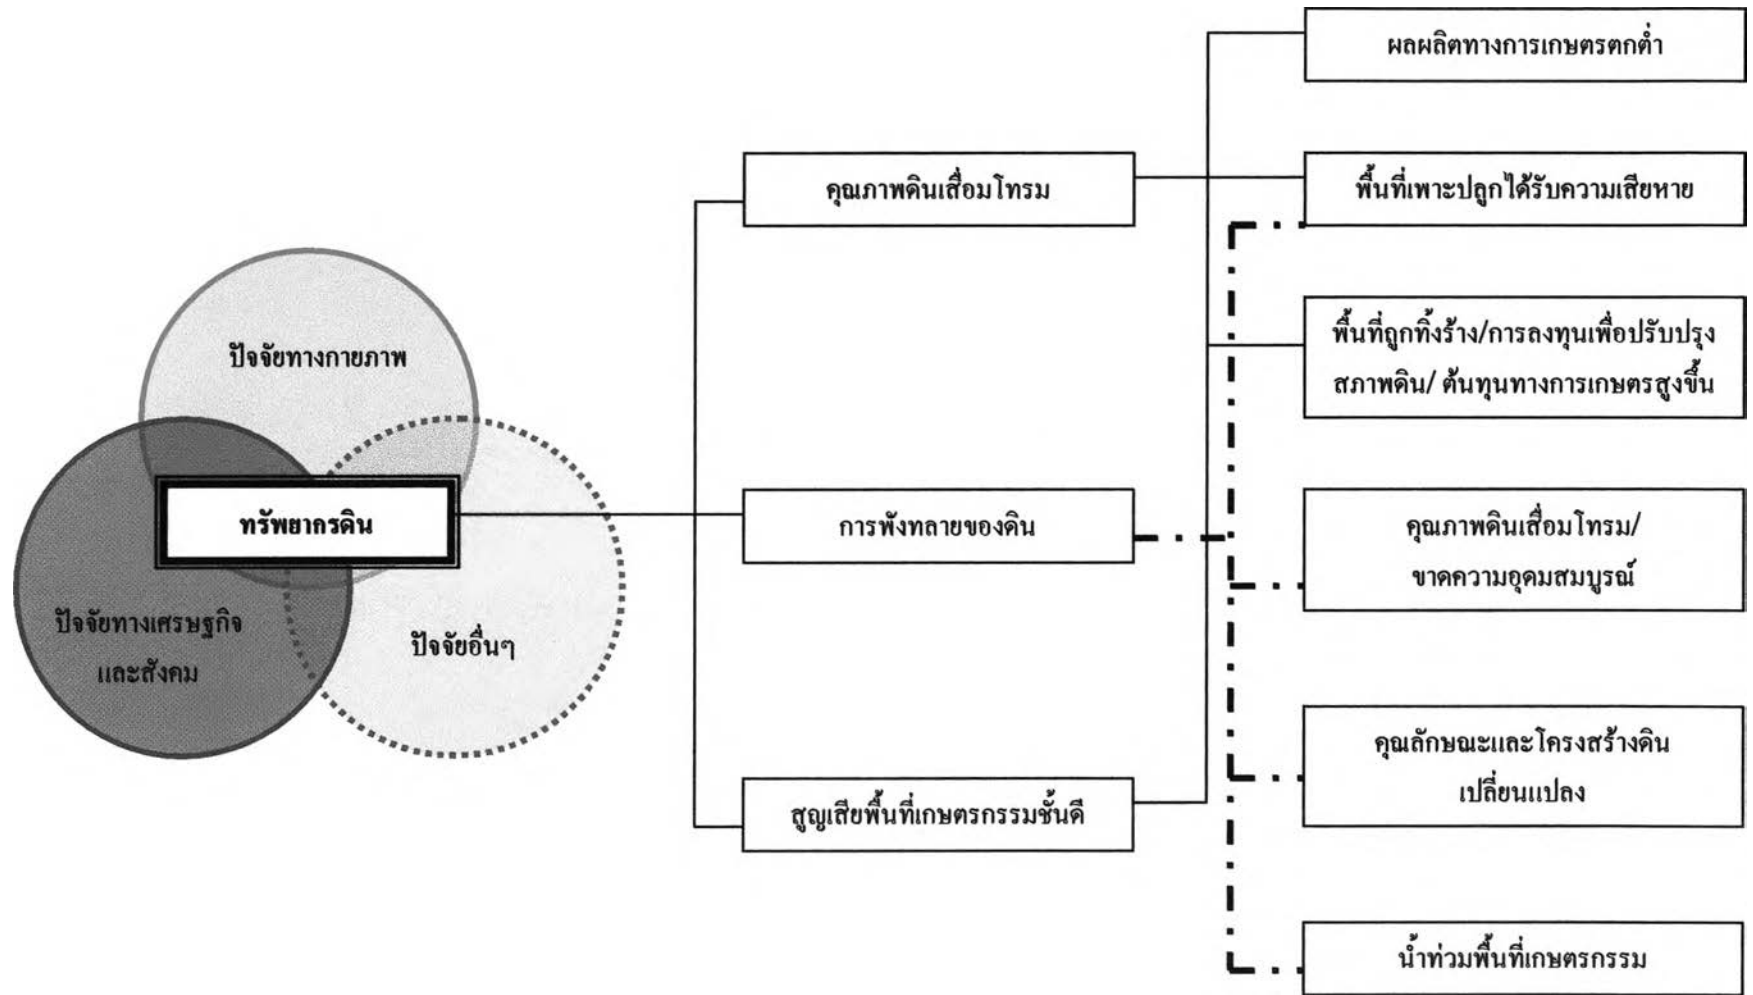 ปัจจัยทางกายภาพ
ทรัพยากรดิน
ปัจจัยทางเศรษฐกิจ
และสังคม
ปัจจัยอื่นๆ
คุณภาพดินเสื่อมโทรม
การพังทลายของดิน
สูญเสียพื้นที่เกษตรกรรมชั้นดี
ผลผลิตทางการเกษตรตกต่ำ
พื้นที่เพาะปลูกได้รับความเสียหาย
พื้นที่ถูกทิ้งร้าง/การลงทุนเพื่อปรับปรุง
สภาพดิน/ ต้นทุนทางการเกษตรสูงขึ้น
คุณภาพดินเสื่อมโทรม/
ขาดความอุดมสมบูรณ์
คุณลักษณะและโครงสร้างดิน
เปลี่ยนแปลง
น้ำท่วมพื้นที่เกษตรกรรม